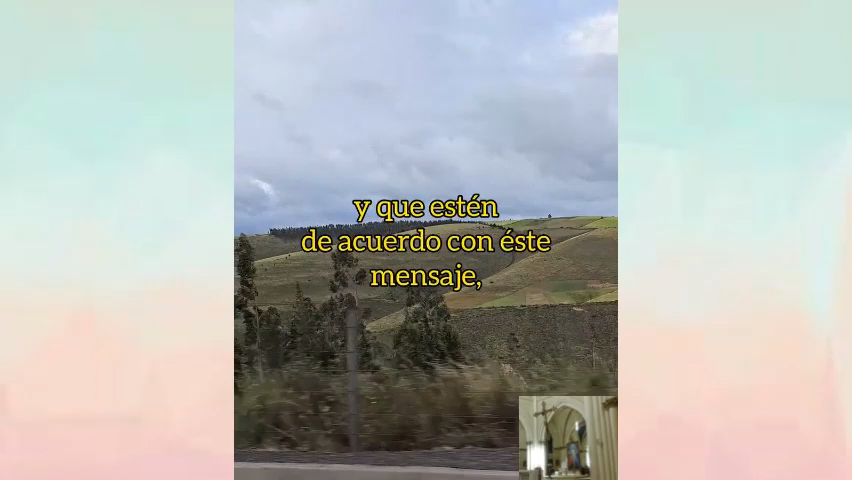 y que estén
de acuerdo con éste
mensaje,